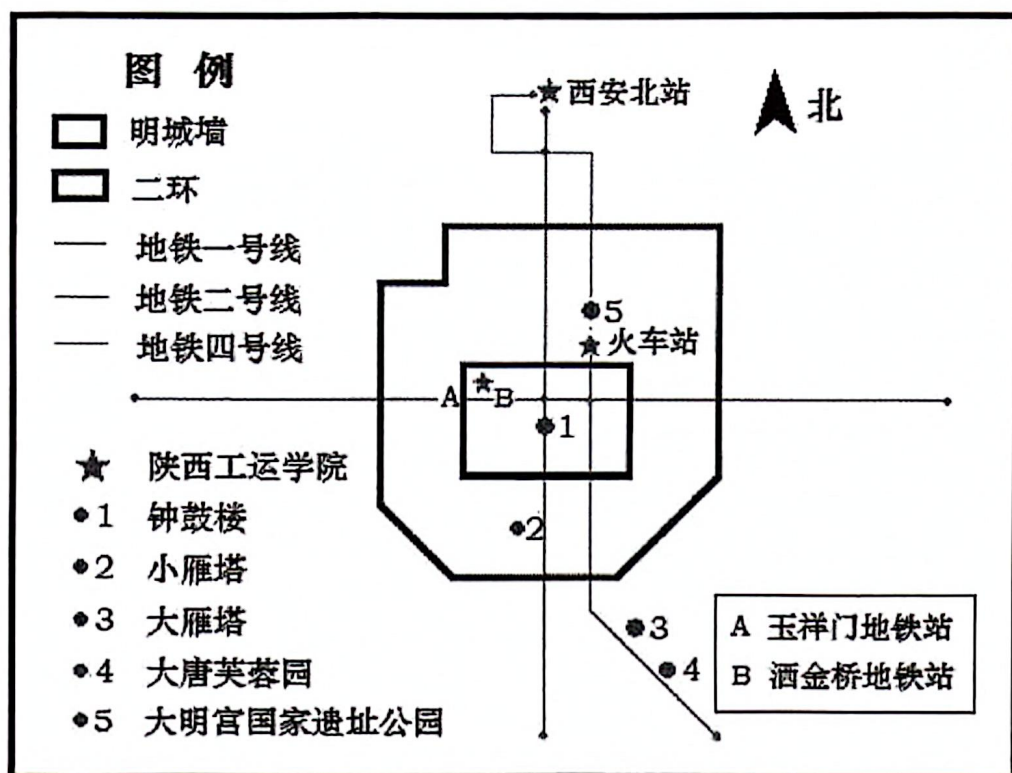 图 例
明城墙
二环
地铁一号线
地铁二号线
地铁四号线
陕西工运学院
1 钟鼓楼
2 小雁塔
3 大雁塔
4 大唐芙蓉园
5 大明宫国家遗址公园
西安北站
北
5
火车站
A
B
1
2
3
4
A 玉祥门地铁站
B 洒金桥地铁站